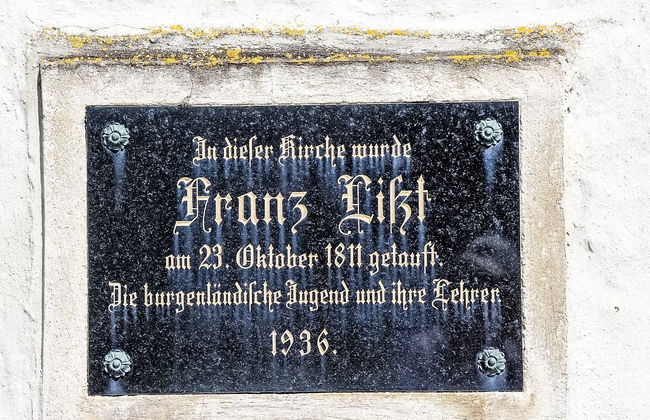 In dieſer Kirche wurde
Franz Liſzt
am 23. Oktober 1811 getauft.
Die burgenländiſche Jugend und ihre Lehrer
1936.